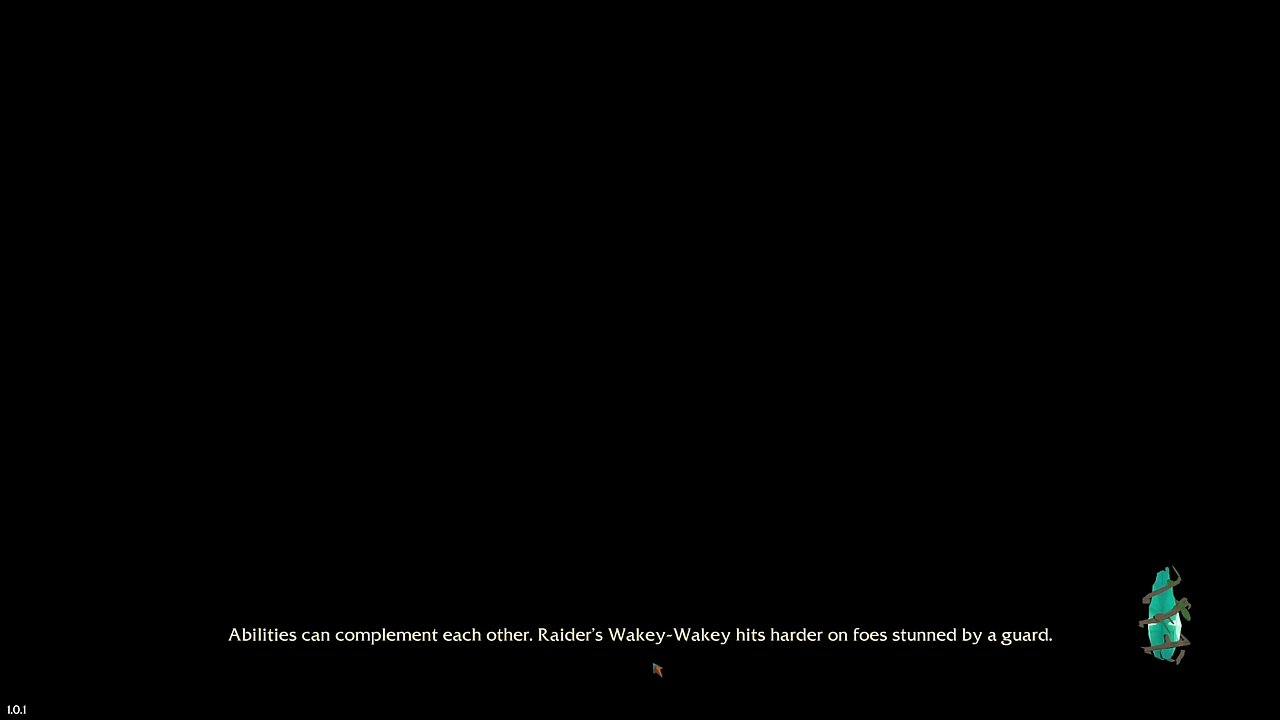 Abilities can complement each other. Raider's Wakey-Wakey hits harder on foes stunned by a guard.
1.0.1